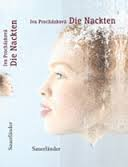 Iva Procházková Die Nackten
Sauerländer
Iva Procházková Die Nackten
Sauerländer